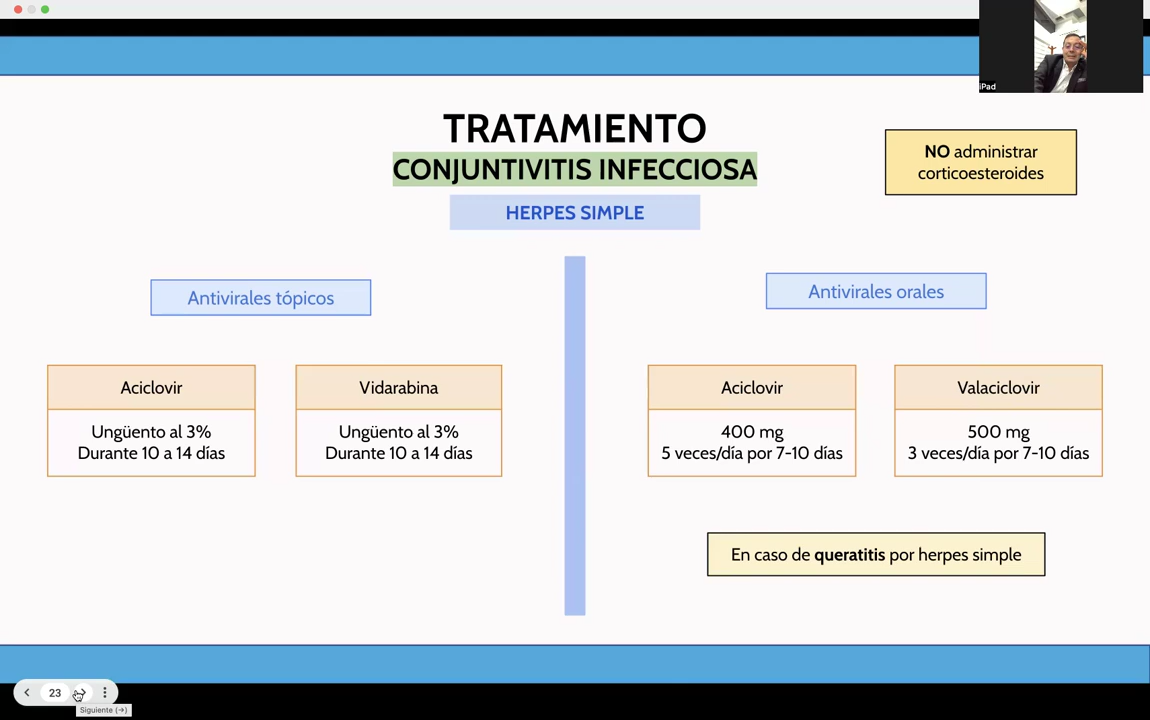 iPad
TRATAMIENTO
CONJUNTIVITIS INFECCIOSA
HERPES SIMPLE
NO administrar
corticoesteroides
Antivirales tópicos
Aciclovir
Ungüento al 3%
Durante 10 a 14 días
Vidarabina
Ungüento al 3%
Durante 10 a 14 días
Antivirales orales
Aciclovir
400 mg
5 veces/día por 7-10 días
Valaciclovir
500 mg
3 veces/día por 7-10 días
En caso de queratitis por herpes simple
23
Siguiente (→)